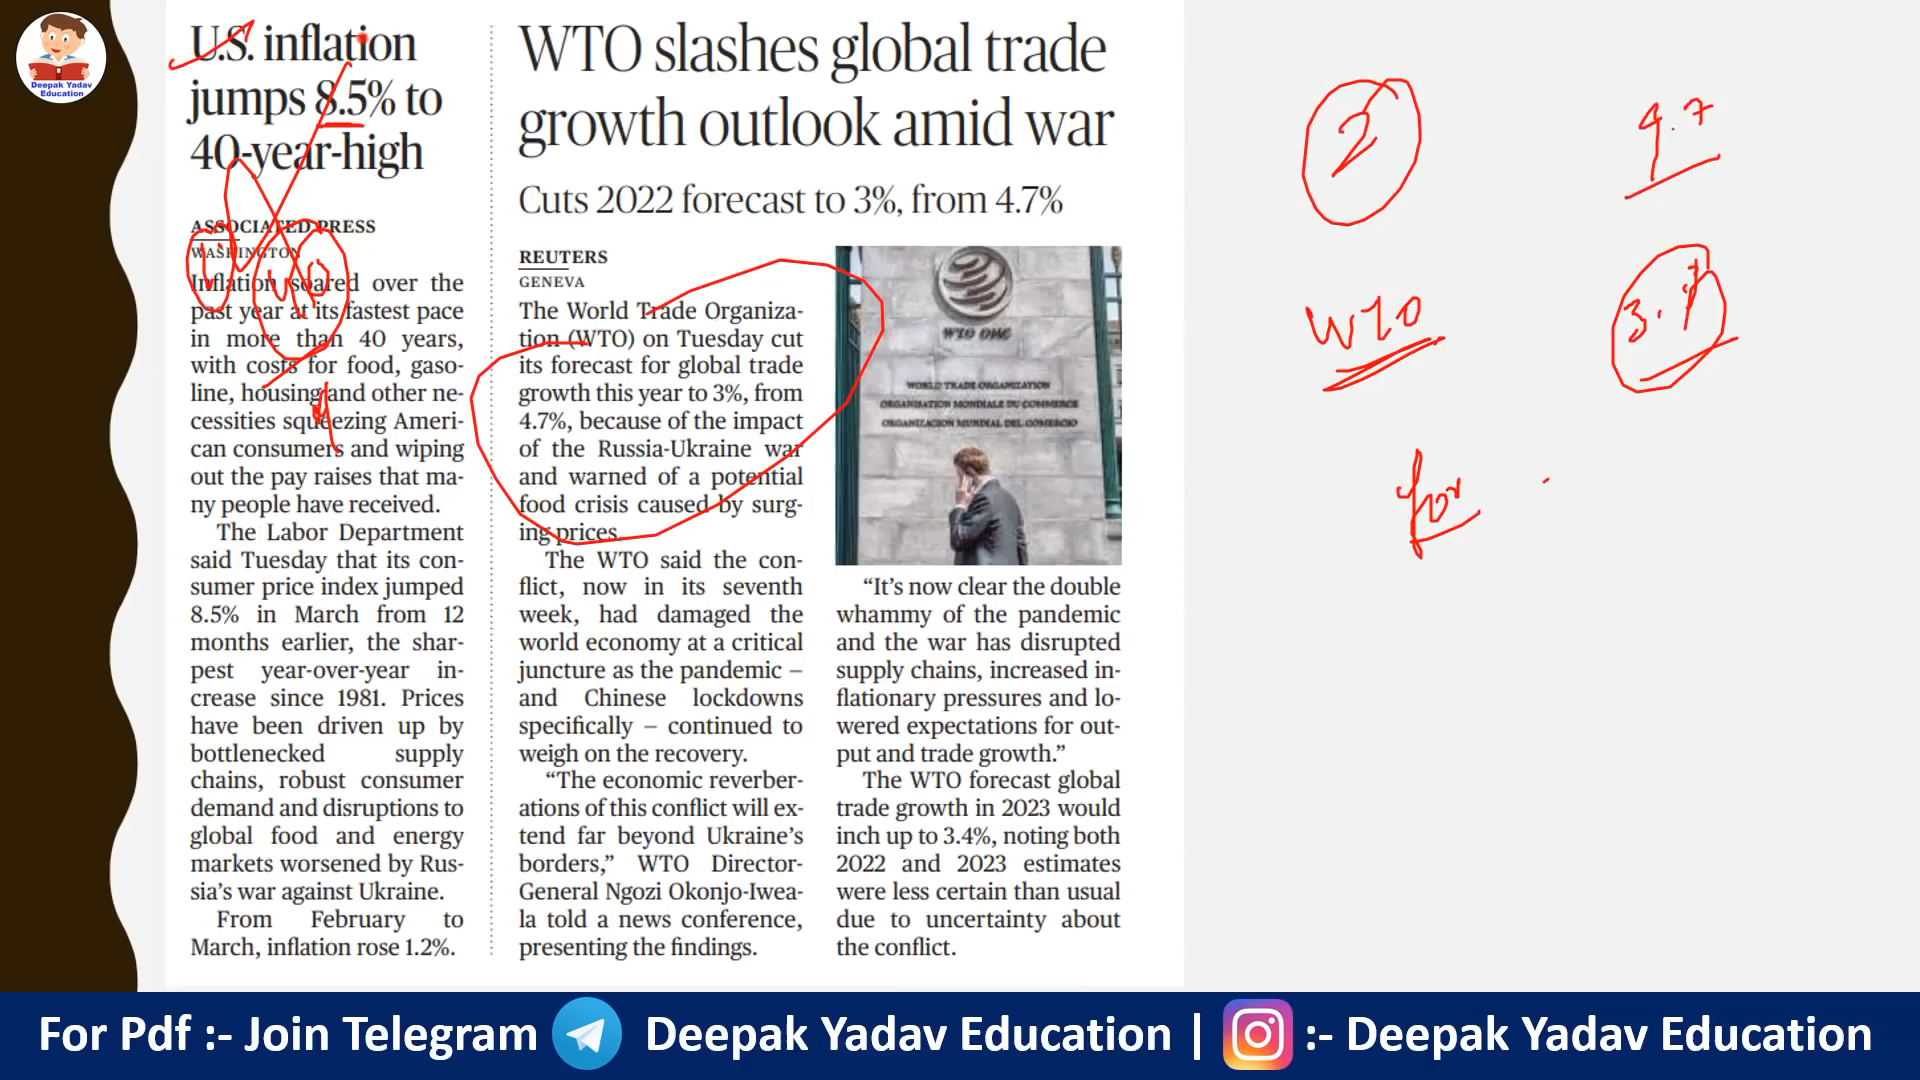 Deepak Yadav
Education
U.S. inflation
jumps 8.5% to
40-year-high
ASSOCIATED PRESS
WASHINGTON
Inflation soared over the
past year at its fastest pace
in more than 40 years,
with costs for food, gaso-
line, housing and other ne-
cessities squeezing Ameri-
can consumers and wiping
out the pay raises that ma-
ny people have received.
The Labor Department
said Tuesday that its con-
sumer price index jumped
8.5% in March from 12
months earlier, the shar-
pest year-over-year in-
crease since 1981. Prices
have been driven up by
bottlenecked supply
chains, robust consumer
demand and disruptions to
global food and energy
markets worsened by Rus-
sia's war against Ukraine.
From February to
March, inflation rose 1.2%.
WTO slashes global trade
growth outlook amid war
Cuts 2022 forecast to 3%, from 4.7%
REUTERS
GENEVA
The World Trade Organiza-
tion (WTO) on Tuesday cut
its forecast for global trade
growth this year to 3%, from
4.7%, because of the impact
of the Russia-Ukraine war
and warned of a potential
food crisis caused by surg-
ing prices.
The WTO said the con-
flict, now in its seventh
week, had damaged the
world economy at a critical
juncture as the pandemic –
and Chinese lockdowns
specifically – continued to
weigh on the recovery.
“The economic reverber-
ations of this conflict will ex-
tend far beyond Ukraine's
borders,” WTO Director-
General Ngozi Okonjo-Iwea-
la told a news conference,
presenting the findings.
WTO OMC
WORLD TRADE ORGANIZATION
ORGANISATION MONDIALE DU COMMERCE
ORGANIZACION MUNDIAL DEL COMERCIO
“It's now clear the double
whammy of the pandemic
and the war has disrupted
supply chains, increased in-
flationary pressures and lo-
wered expectations for out-
put and trade growth.”
The WTO forecast global
trade growth in 2023 would
inch up to 3.4%, noting both
2022 and 2023 estimates
were less certain than usual
due to uncertainty about
the conflict.
2
4.7
WTO
for
For Pdf :- Join Telegram Deepak Yadav Education | :- Deepak Yadav Education